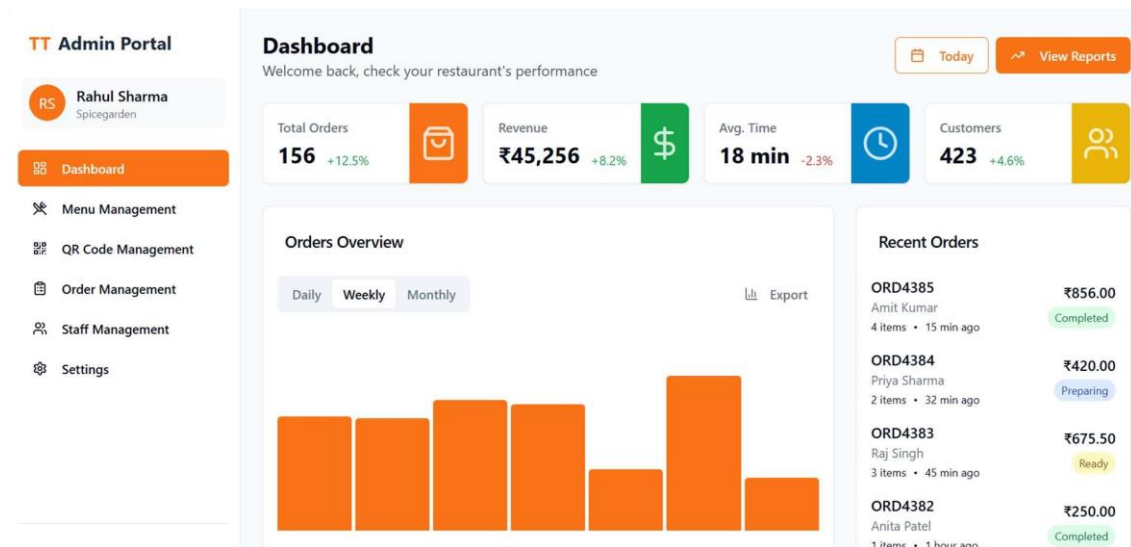 TT Admin Portal
RS
Rahul Sharma
Spicegarden
Dashboard
Menu Management
QR Code Management
Order Management
Staff Management
Settings
Dashboard
Welcome back, check your restaurant's performance
Today
View Reports
Total Orders
156 +12.5%
Revenue
₹45,256 +8.2%
$
Avg. Time
18 min -2.3%
Customers
423 +4.6%
Orders Overview
Daily Weekly Monthly
Export
Recent Orders
ORD4385
₹856.00
Amit Kumar
Completed
4 items • 15 min ago
ORD4384
₹420.00
Priya Sharma
Preparing
2 items • 32 min ago
ORD4383
₹675.50
Raj Singh
Ready
3 items • 45 min ago
ORD4382
₹250.00
Anita Patel
Completed
1 items • 1 hour ago